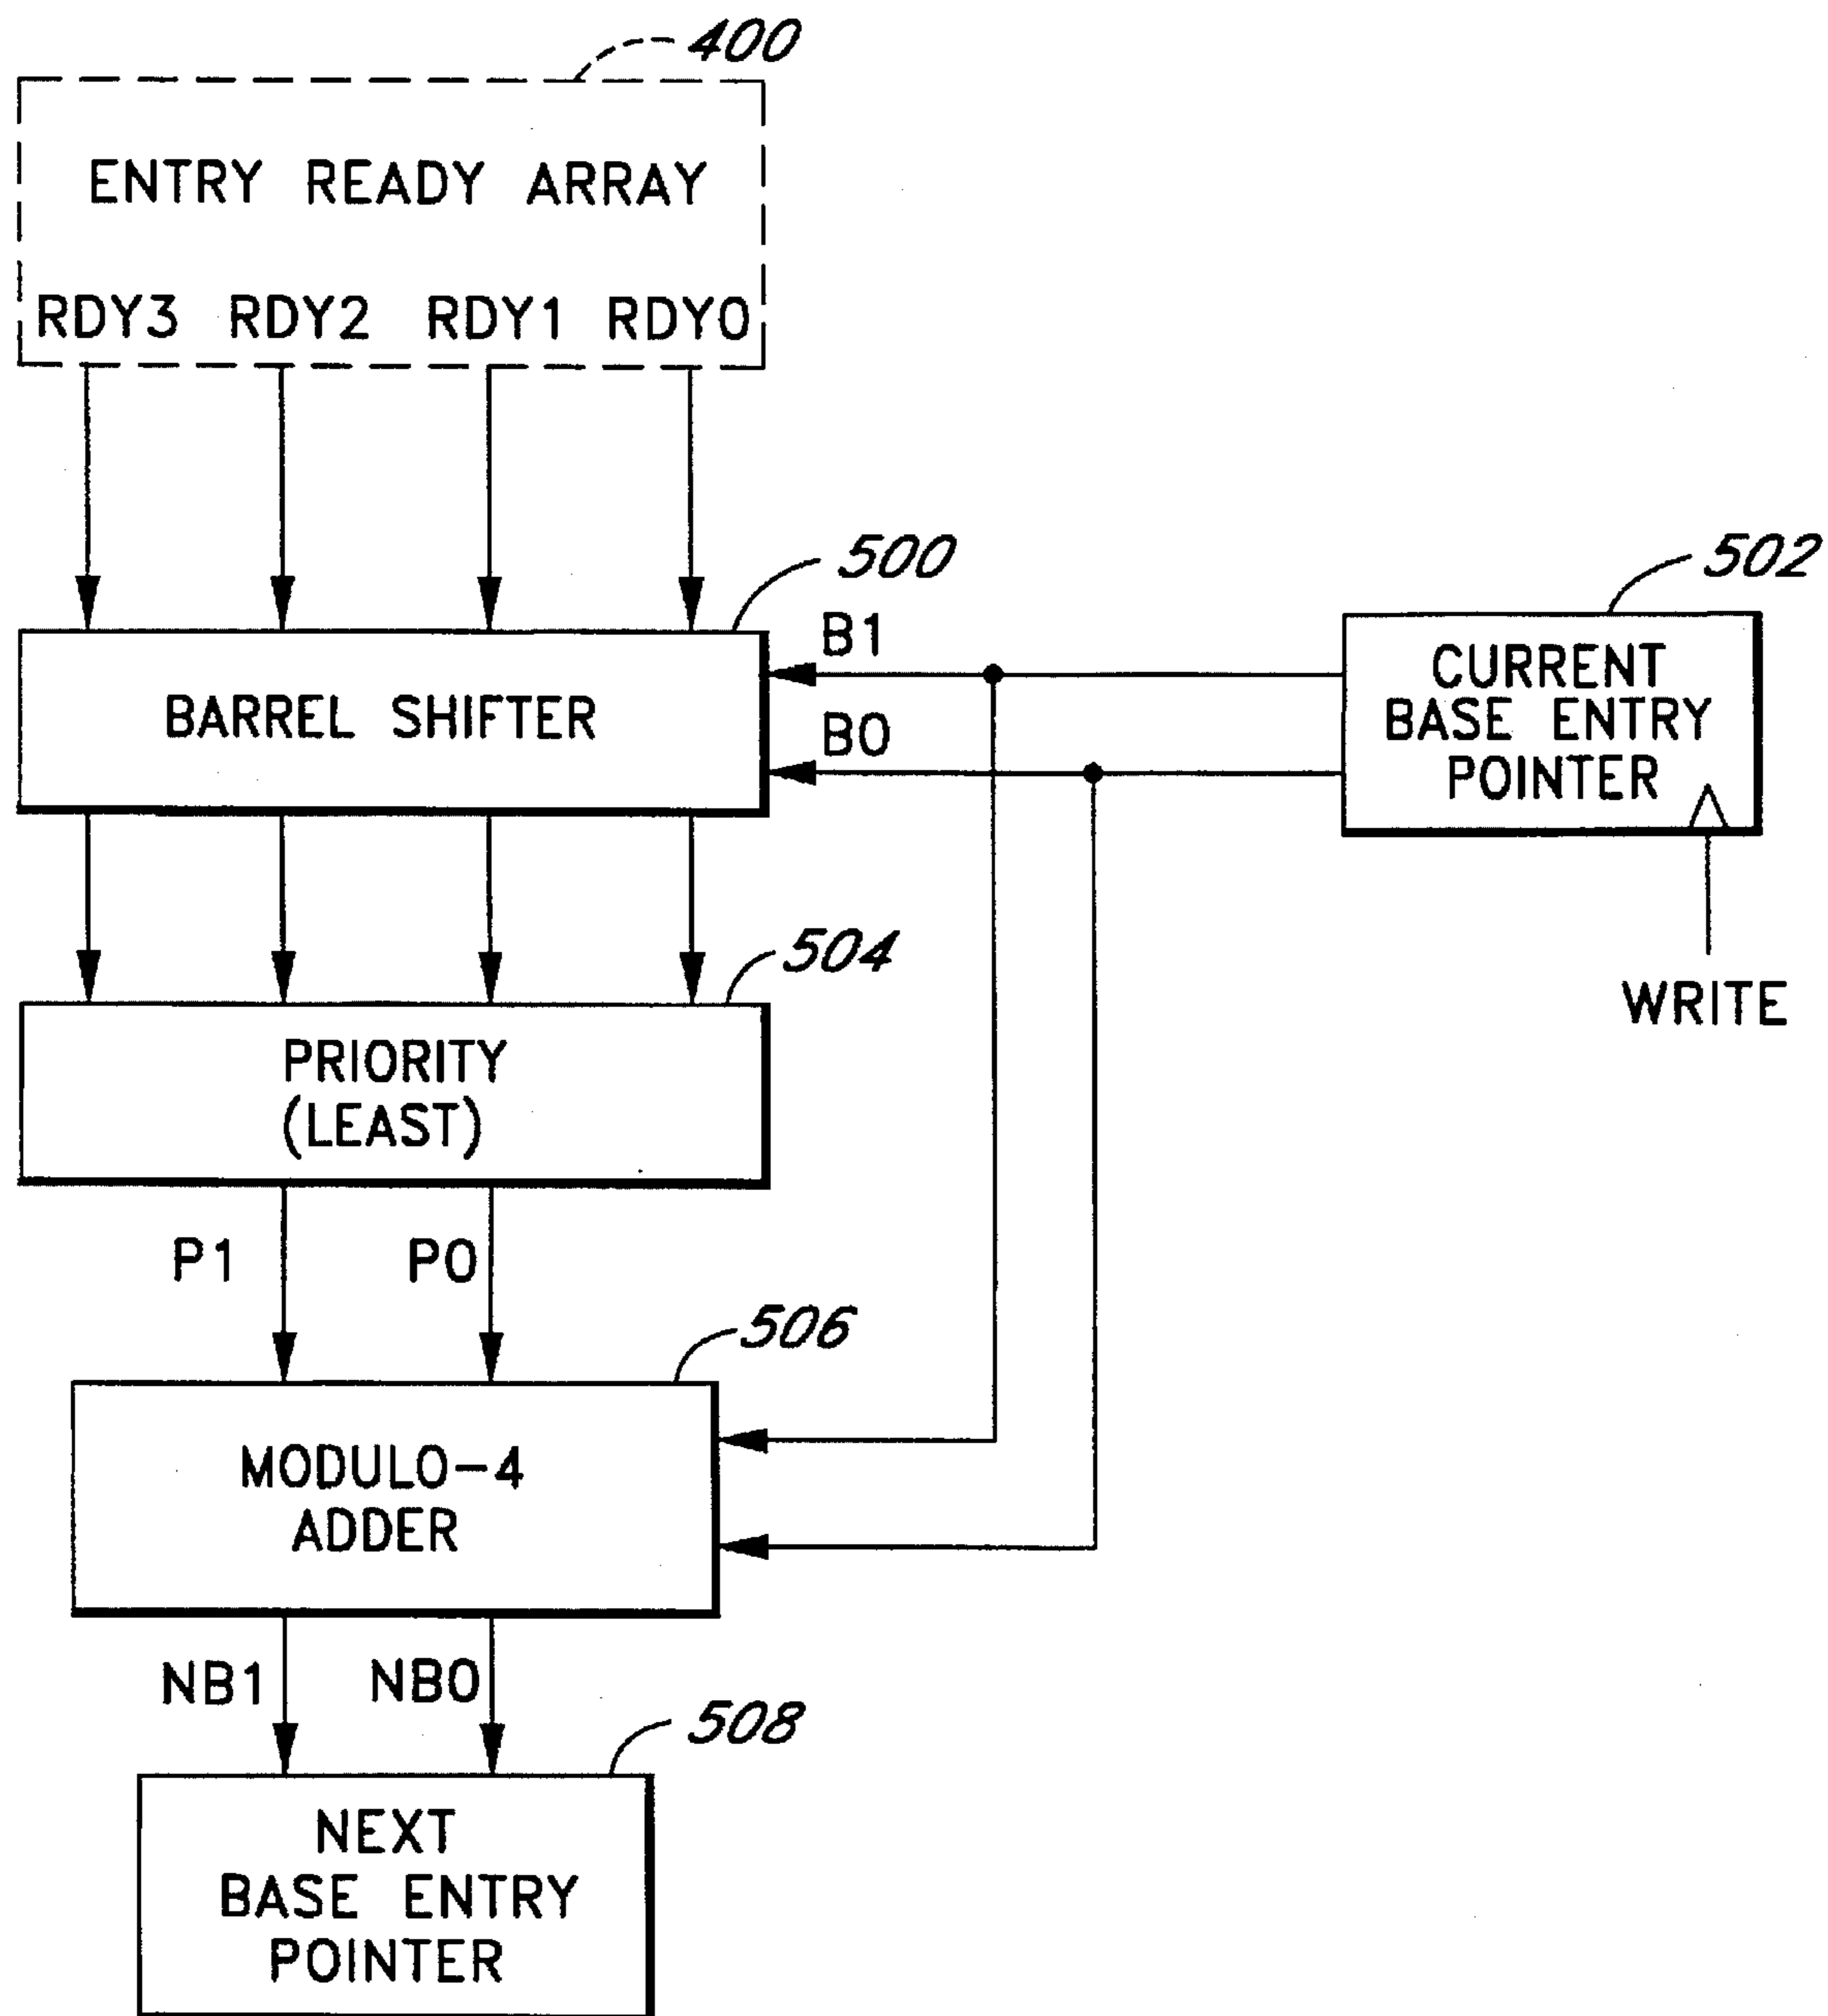 400
ENTRY READY ARRAY
RDY3 RDY2 RDY1 RDY0
500
502
B1
BARREL SHIFTER
B0
CURRENT
BASE ENTRY
POINTER
504
WRITE
PRIORITY
(LEAST)
P1 P0
506
MODULO-4
ADDER
NB1 NB0
508
NEXT
BASE ENTRY
POINTER